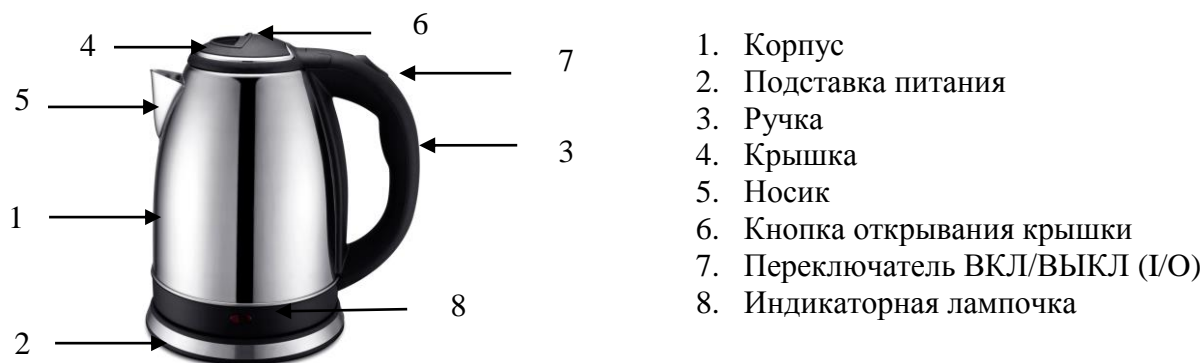 6
4
7
5
3
1
8
2
1. Корпус
2. Подставка питания
3. Ручка
4. Крышка
5. Носик
6. Кнопка открывания крышки
7. Переключатель ВКЛ/ВЫКЛ (I/O)
8. Индикаторная лампочка